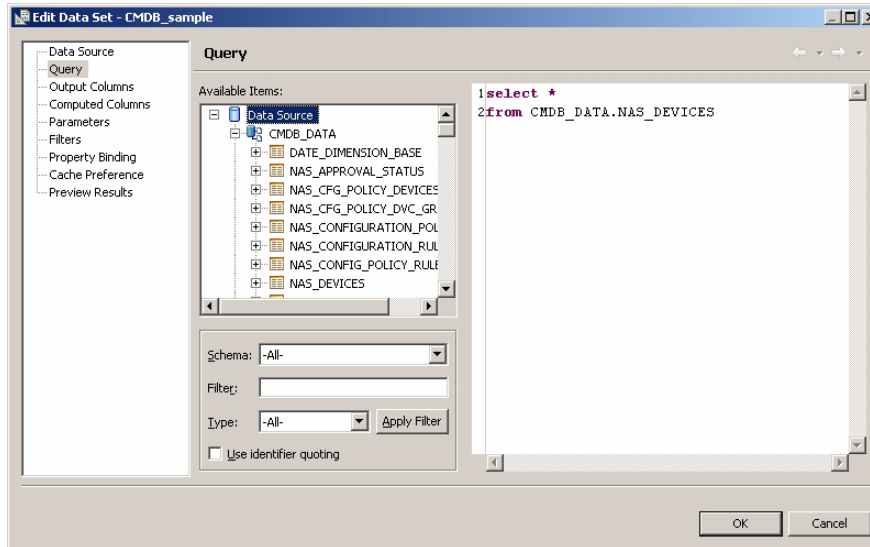 Edit Data Set - CMDB_sample
Data Source
Query
Output Columns
Computed Columns
Parameters
Filters
Property Binding
Cache Preference
Preview Results
Query
Available Items:
Data Source
CMDB_DATA
DATE_DIMENSION_BASE
NAS_APPROVAL_STATUS
NAS_CFG_POLICY_DEVICES
NAS_CFG_POLICY_DVC_GR
NAS_CONFIGURATION_POL
NAS_CONFIGURATION_RUL
NAS_CONFIG_POLICY_RULE
NAS_DEVICES
Schema: -All-
Filter:
Type: -All- Apply Filter
Use identifier quoting
1select *
2from CMDB_DATA.NAS_DEVICES
OK Cancel